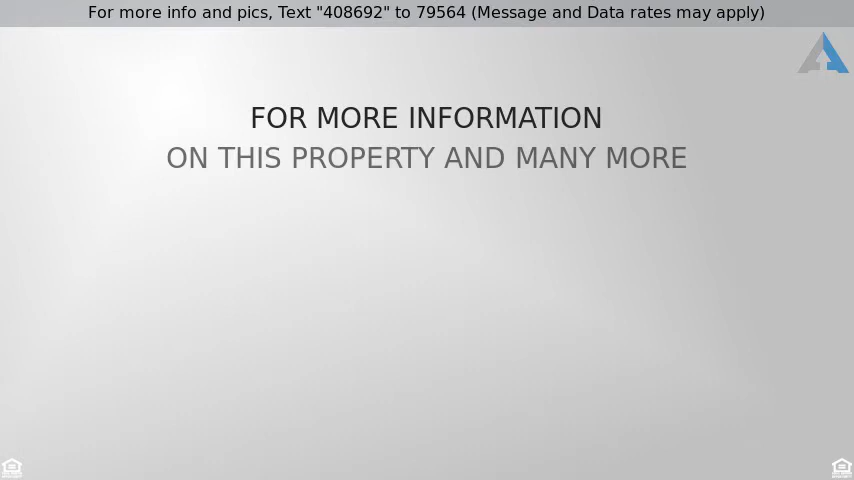 For more info and pics, Text "408692" to 79564 (Message and Data rates may apply)
FOR MORE INFORMATION
ON THIS PROPERTY AND MANY MORE